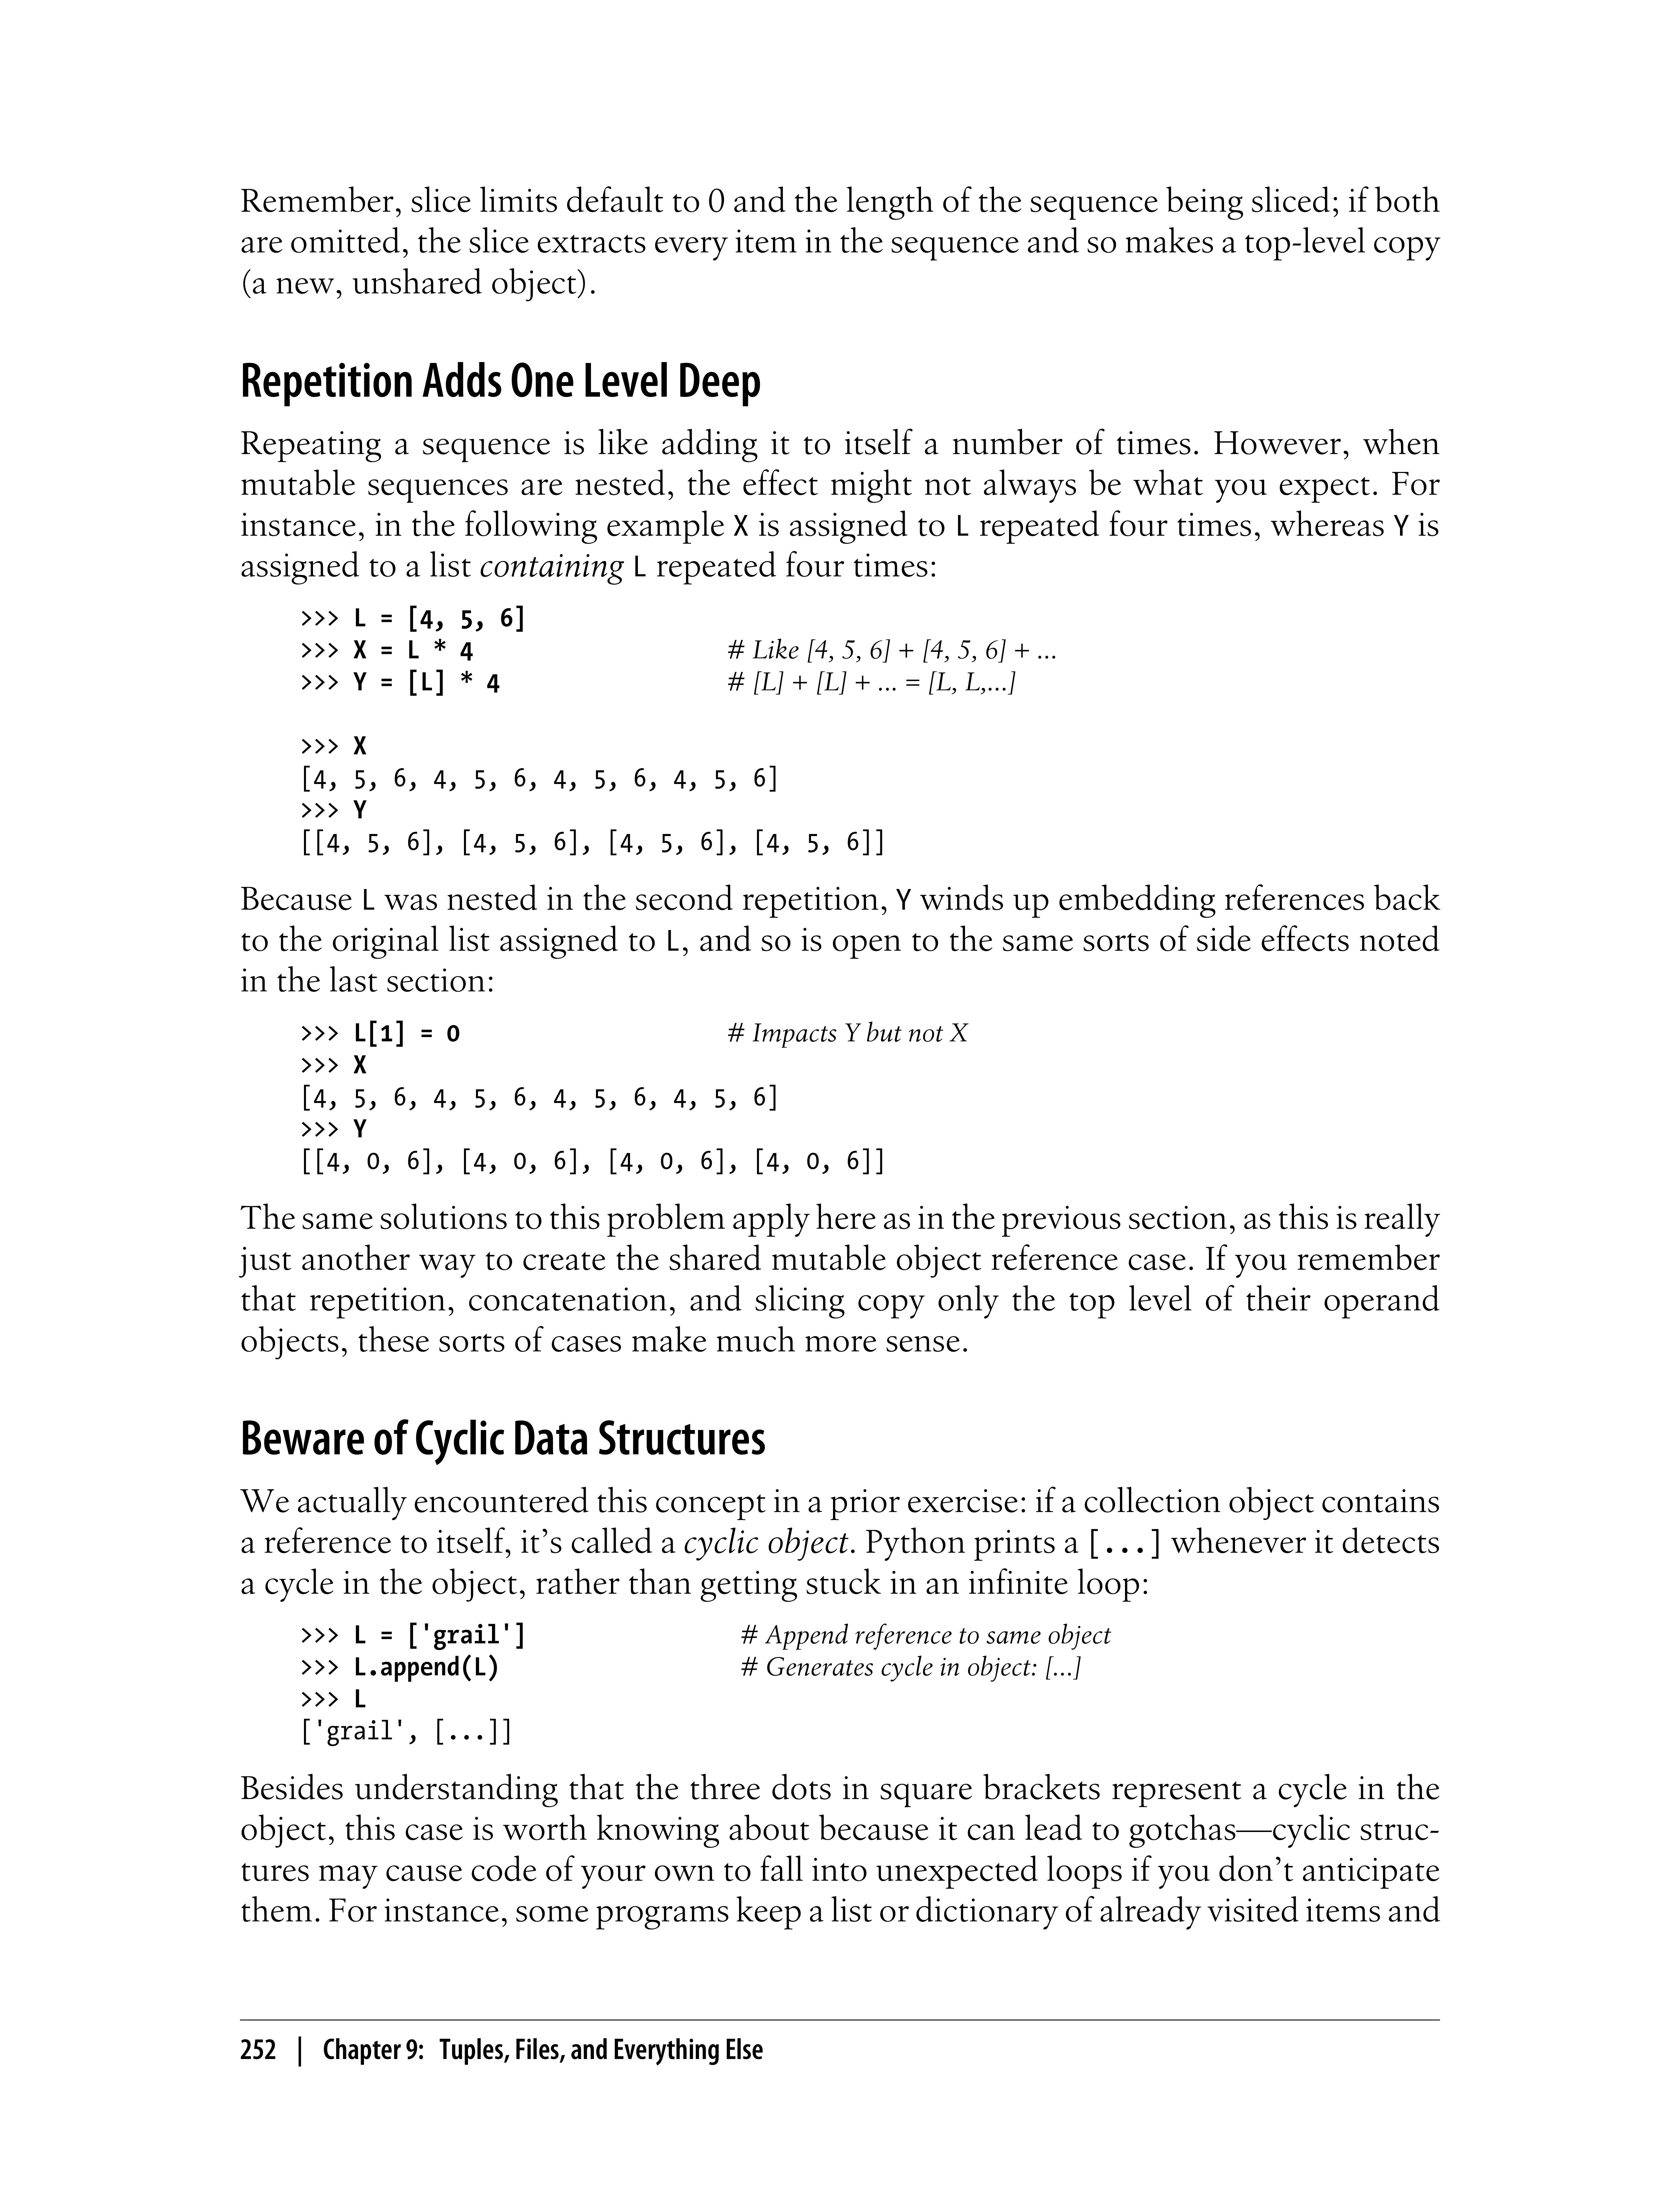 Remember, slice limits default to 0 and the length of the sequence being sliced; if both
are omitted, the slice extracts every item in the sequence and so makes a top-level copy
(a new, unshared object).
Repetition Adds One Level Deep
Repeating a sequence is like adding it to itself a number of times. However, when
mutable sequences are nested, the effect might not always be what you expect. For
instance, in the following example X is assigned to L repeated four times, whereas Y is
assigned to a list containing L repeated four times:
>>> L = [4, 5, 6]
>>> X = L * 4 # Like [4, 5, 6] + [4, 5, 6] + ...
>>> Y = [L] * 4 # [L] + [L] + ... = [L, L,...]
>>> X
[4, 5, 6, 4, 5, 6, 4, 5, 6, 4, 5, 6]
>>> Y
[[4, 5, 6], [4, 5, 6], [4, 5, 6], [4, 5, 6]]
Because L was nested in the second repetition, Y winds up embedding references back
to the original list assigned to L, and so is open to the same sorts of side effects noted
in the last section:
>>> L[1] = 0 # Impacts Y but not X
>>> X
[4, 5, 6, 4, 5, 6, 4, 5, 6, 4, 5, 6]
>>> Y
[[4, 0, 6], [4, 0, 6], [4, 0, 6], [4, 0, 6]]
The same solutions to this problem apply here as in the previous section, as this is really
just another way to create the shared mutable object reference case. If you remember
that repetition, concatenation, and slicing copy only the top level of their operand
objects, these sorts of cases make much more sense.
Beware of Cyclic Data Structures
We actually encountered this concept in a prior exercise: if a collection object contains
a reference to itself, it’s called a cyclic object. Python prints a [...] whenever it detects
a cycle in the object, rather than getting stuck in an infinite loop:
>>> L = ['grail'] # Append reference to same object
>>> L.append(L) # Generates cycle in object: [...]
>>> L
['grail', [...]]
Besides understanding that the three dots in square brackets represent a cycle in the
object, this case is worth knowing about because it can lead to gotchas—cyclic struc-
tures may cause code of your own to fall into unexpected loops if you don’t anticipate
them. For instance, some programs keep a list or dictionary of already visited items and
252 | Chapter 9: Tuples, Files, and Everything Else